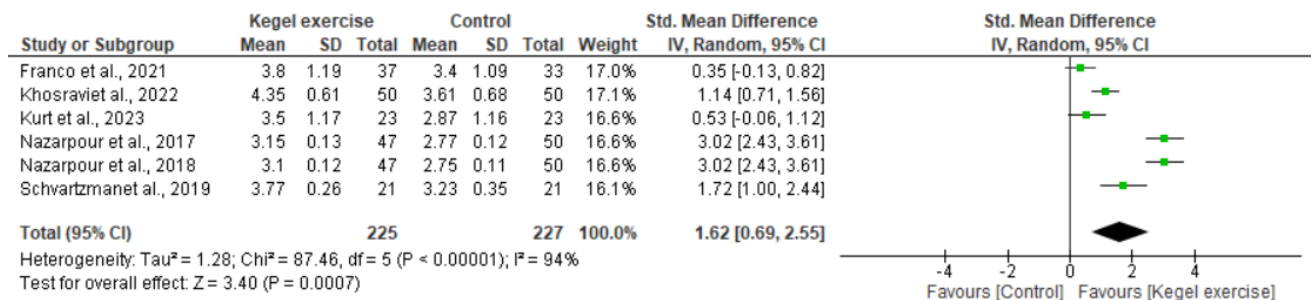 Kegel exercise Control Std. Mean Difference Std. Mean Difference
Study or Subgroup Mean SD Total Mean SD Total Weight IV, Random, 95% CI IV, Random, 95% CI
Franco et al., 2021 3.8 1.19 37 3.4 1.09 33 17.0% 0.35 [-0.13, 0.82]
Khosraviet al., 2022 4.35 0.61 50 3.61 0.68 50 17.1% 1.14 [0.71, 1.56]
Kurt et al., 2023 3.5 1.17 23 2.87 1.16 23 16.6% 0.53 [-0.06, 1.12]
Nazarpour et al., 2017 3.15 0.13 47 2.77 0.12 50 16.6% 3.02 [2.43, 3.61]
Nazarpour et al., 2018 3.1 0.12 47 2.75 0.11 50 16.6% 3.02 [2.43, 3.61]
Schvartzmanet al., 2019 3.77 0.26 21 3.23 0.35 21 16.1% 1.72 [1.00, 2.44]
Total (95% CI) 225 227 100.0% 1.62 [0.69, 2.55]
Heterogeneity: Tau² = 1.28; Chi² = 87.46, df = 5 (P < 0.00001); I² = 94%
Test for overall effect: Z = 3.40 (P = 0.0007)
-4 -2 0 2 4
Favours [Control] Favours [Kegel exercise]